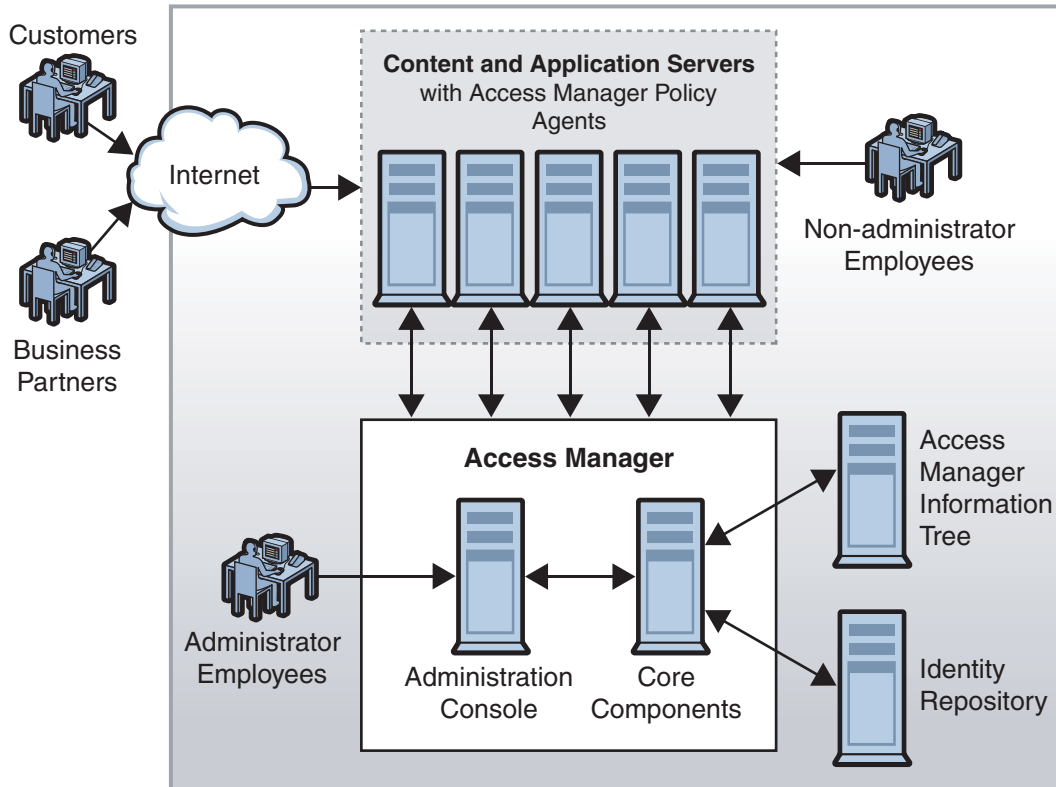 Customers
Content and Application Servers
with Access Manager Policy
Agents
Internet
Non-administrator
Employees
Business
Partners
Access Manager
Access
Manager
Information
Tree
Administrator
Employees
Administration
Console
Core
Components
Identity
Repository